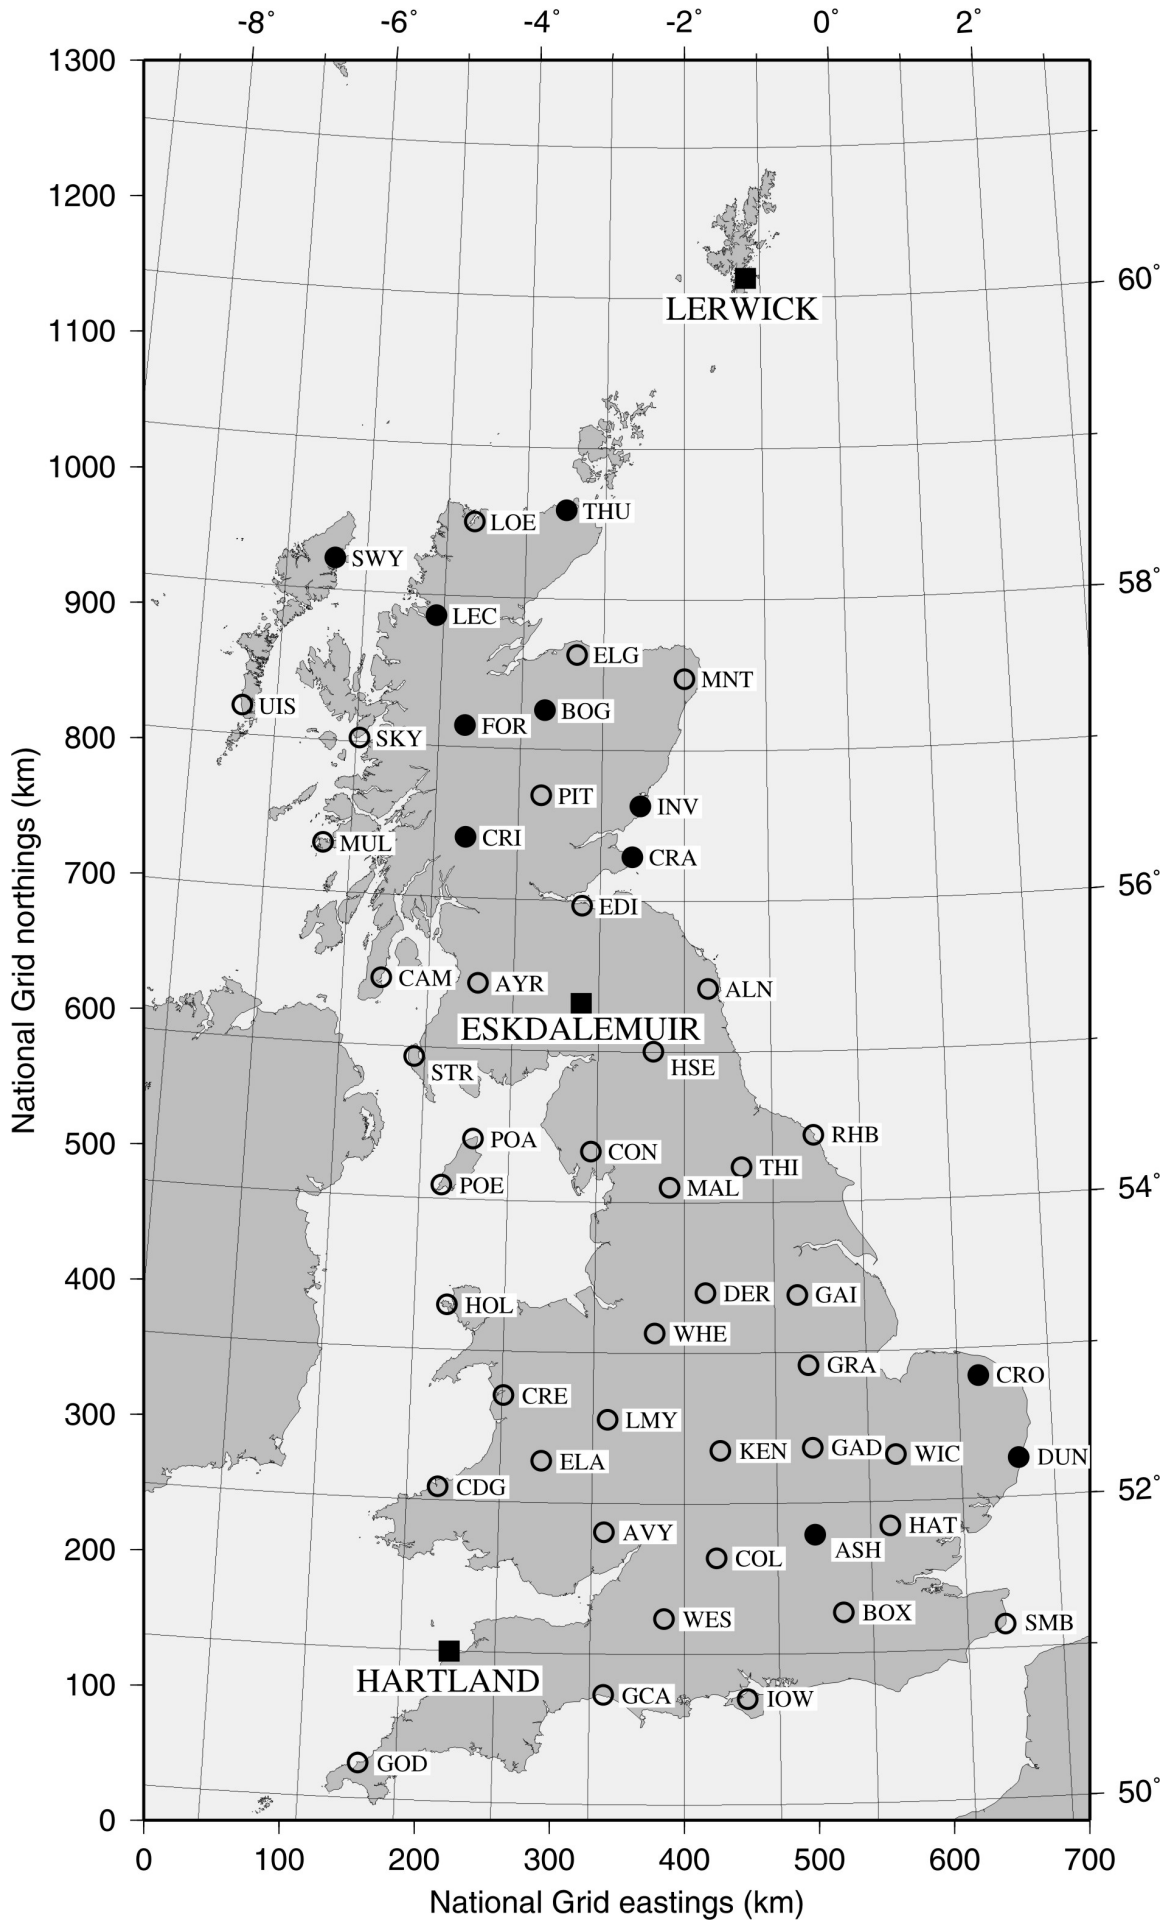 -8° -6° -4° -2° 0° 2°
1300
1200
60°
LERWICK
1100
1000
LOE THU
SWY
58°
900
LEC
ELG
MNT
UIS
FOR BOG
800
SKY
PIT INV
CRI
MUL
CRA
700
56°
EDI
CAM AYR
ALN
600
ESKDALEMUIR
HSE
STR
RHB
500
POA
CON
THI
POE
MAL
54°
400
DER GAI
HOL
WHE
GRA
CRO
CRE
300
LMY
KEN GAD WIC DUN
ELA
CDG
52°
HAT
AVY
200
ASH
COL
BOX
WES
SMB
HARTLAND
100
GCA IOW
GOD
50°
0
0 100 200 300 400 500 600 700
National Grid eastings (km)
National Grid northings (km)